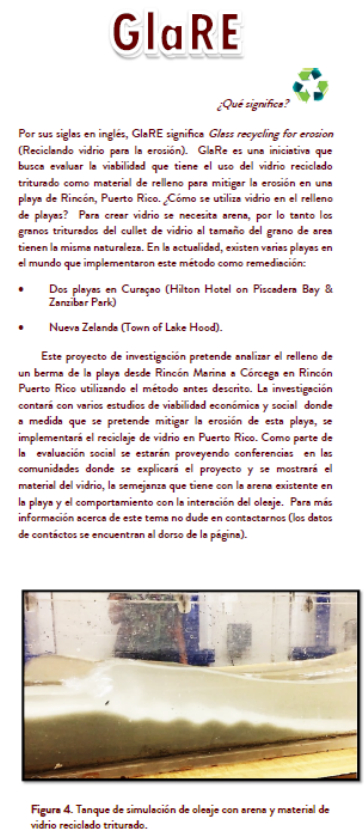 GlaRE
¿Qué significa?
Por sus siglas en inglés, GlaRE significa Glass recycling for erosion
(Reciclando vidrio para la erosión). GlaRe es una iniciativa que
busca evaluar la viabilidad que tiene el uso del vidrio reciclado
triturado como material de relleno para mitigar la erosión en una
playa de Rincón, Puerto Rico. ¿Cómo se utiliza vidrio en el relleno
de playas? Para crear vidrio se necesita arena, por lo tanto los
granos triturados del cullet de vidrio al tamaño del grano de area
tienen la misma naturaleza. En la actualidad, existen varias playas en
el mundo que implementaron este método como remediación:
• Dos playas en Curaçao (Hilton Hotel on Piscadera Bay &
Zanzibar Park)
• Nueva Zelanda (Town of Lake Hood).
Este proyecto de investigación pretende analizar el relleno de
un berma de la playa desde Rincón Marina a Córcega en Rincón
Puerto Rico utilizando el método antes descrito. La investigación
contará con varios estudios de viabilidad económica y social donde
a medida que se pretende mitigar la erosión de esta playa, se
implementará el reciclaje de vidrio en Puerto Rico. Como parte de
la evaluación social se estarán proveyendo conferencias en las
comunidades donde se explicará el proyecto y se mostrará el
material del vidrio, la semejanza que tiene con la arena existente en
la playa y el comportamiento con la interación del oleaje. Para más
información acerca de este tema no dude en contactarnos (los datos
de contáctos se encuentran al dorso de la página).
Figura 4. Tanque de simulación de oleaje con arena y material de
vidrio reciclado triturado.